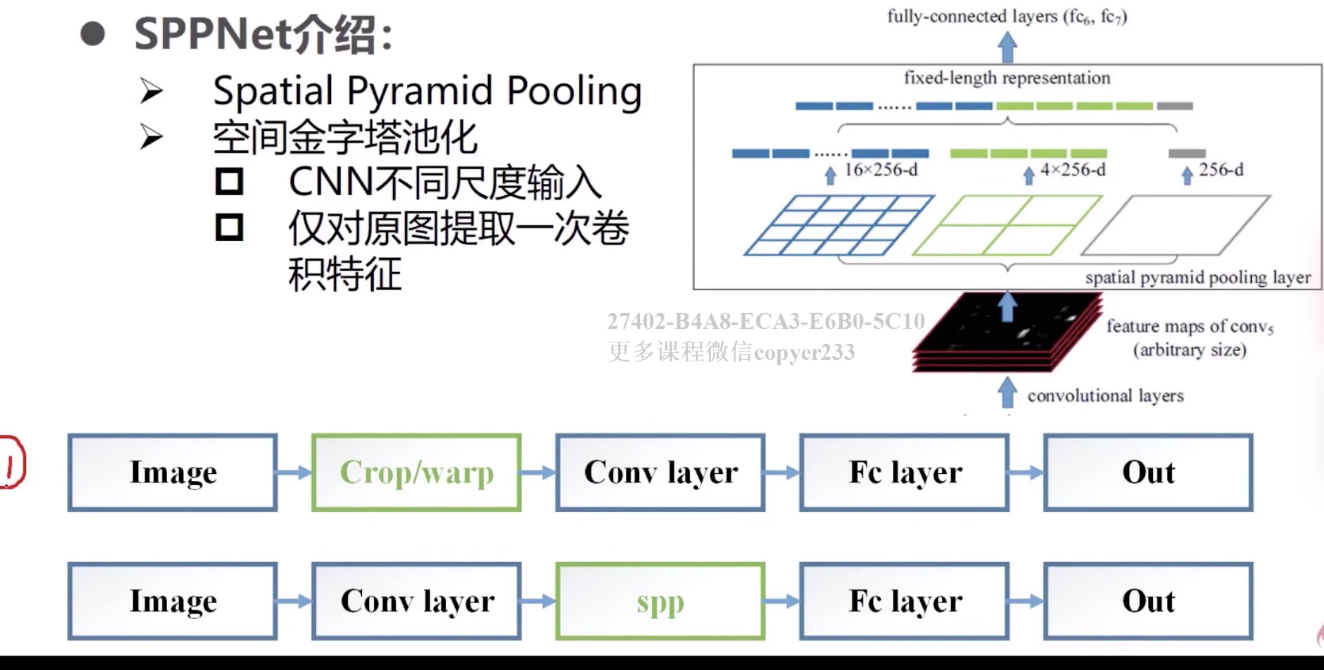 SPPNet介绍：
Spatial Pyramid Pooling
空间金字塔池化
CNN不同尺度输入
仅对原图提取一次卷
积特征
fully-connected layers (fc6, fc7)
fixed-length representation
......
......
16×256-d
4×256-d
256-d
spatial pyramid pooling layer
feature maps of conv5
(arbitrary size)
convolutional layers
27402-B4A8-ECA3-E6B0-5C10
更多课程微信copyer233
1
Image
Crop/warp
Conv layer
Fc layer
Out
Image
Conv layer
spp
Fc layer
Out